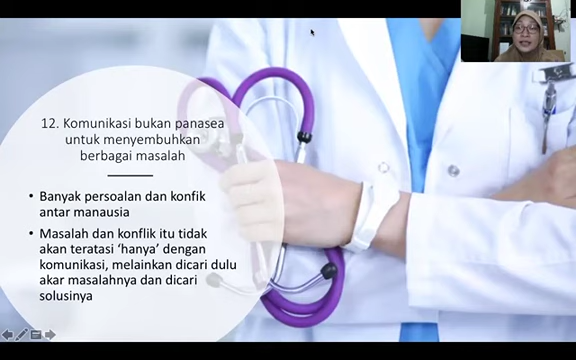 12. Komunikasi bukan panasea
untuk menyembuhkan
berbagai masalah
• Banyak persoalan dan konfik
antar manausia
• Masalah dan konflik itu tidak
akan teratasi ‘hanya’ dengan
komunikasi, melainkan dicari dulu
akar masalahnya dan dicari
solusinya